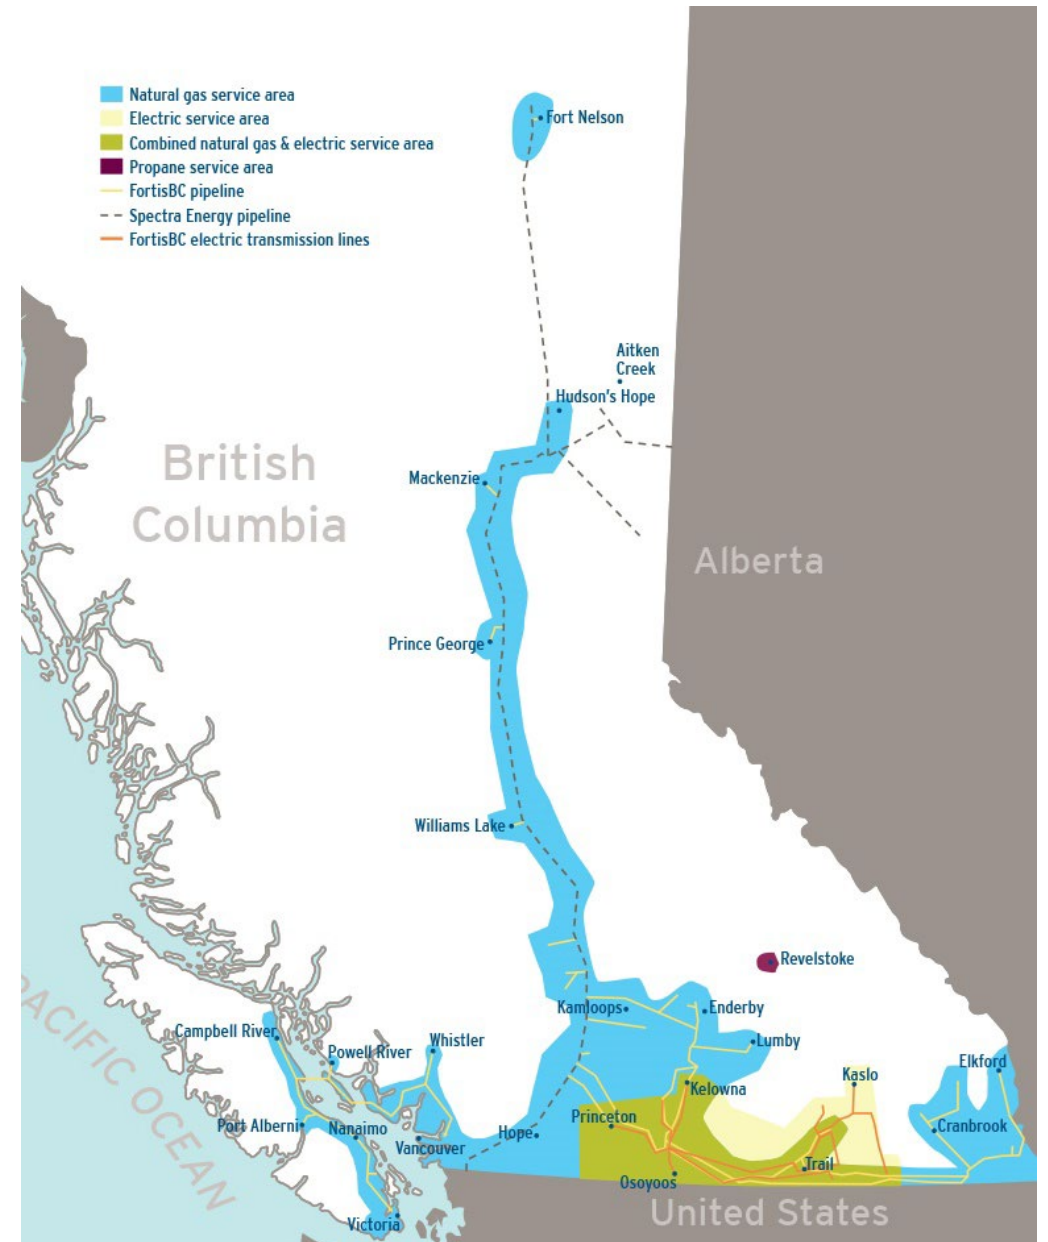 Natural gas service area
Electric service area
Combined natural gas & electric service area
Propane service area
FortisBC pipeline
Spectra Energy pipeline
FortisBC electric transmission lines
Fort Nelson
Aitken
Creek
Hudson's Hope
British
Columbia
Mackenzie
Alberta
Prince George
Williams Lake
Revelstoke
PACIFIC OCEAN
Kamloops
Enderby
Campbell River
Powell River
Whistler
Lumby
Elkford
Kaslo
Kelowna
Port Alberni
Nanaimo
Vancouver
Hope
Princeton
Cranbrook
Trail
Osoyoos
Victoria
United States